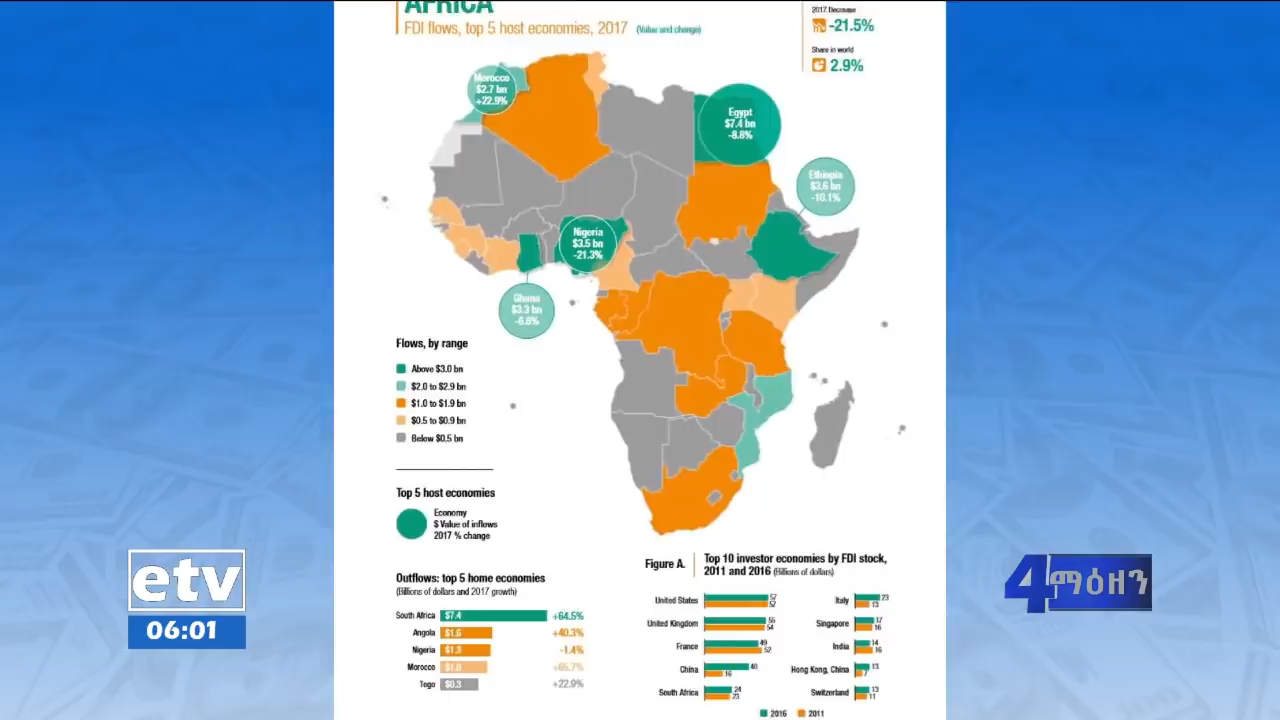 AFRICA
FDI flows, top 5 host economies, 2017 (Value and change)
2017 Decrease
-21.5%
Share in world
2.9%
Morocco
$2.7 bn
+22.9%
Egypt
$7.4 bn
-8.8%
Ethiopia
$3.6 bn
-10.1%
Nigeria
$3.5 bn
-21.3%
Ghana
$3.3 bn
-6.6%
Flows, by range
Above $3.0 bn
$2.0 to $2.9 bn
$1.0 to $1.9 bn
$0.5 to $0.9 bn
Below $0.5 bn
Top 5 host economies
Economy
$ Value of inflows
2017 % change
Outflows: top 5 home economies
(Billions of dollars and 2017 growth)
South Africa $7.4 +64.5%
Angola $1.6 +40.3%
Nigeria $1.3 -1.4%
Morocco $1.0 +65.7%
Togo $0.3 +22.9%
Figure A. Top 10 investor economies by FDI stock,
2011 and 2016 (Billions of dollars)
United States 57 57
United Kingdom 55 54
France 49 52
China 40 16
South Africa 24 23
Italy 23 13
Singapore 17 16
India 14 16
Hong Kong, China 13 7
Switzerland 13 11
2016 2011
etv
06:01
4ማዕዘን